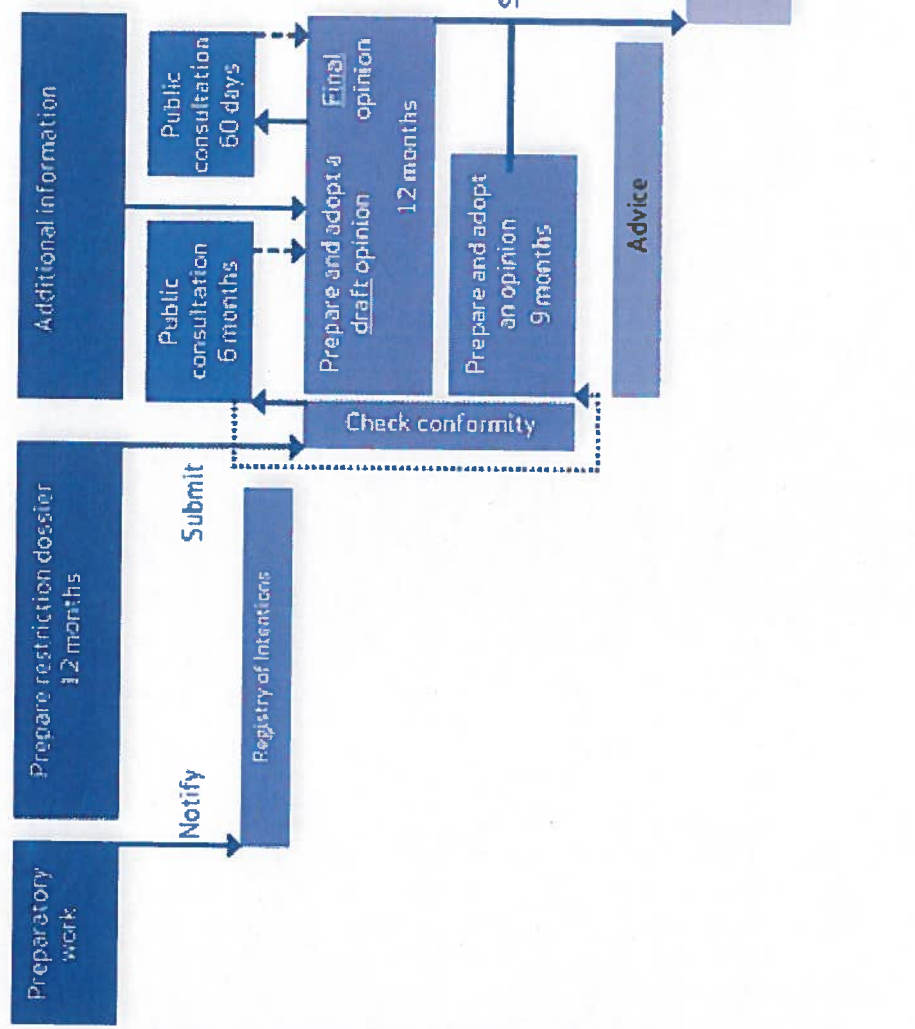 Preparatory
work
Notify
Prepare restriction dossier
12 months
Submit
Registry of Intentions
Additional information
Public
consultation
6 months
Public
consultation
60 days
Check conformity
Prepare and adopt a
draft opinion
Final
opinion
12 months
Prepare and adopt
an opinion
9 months
Advice